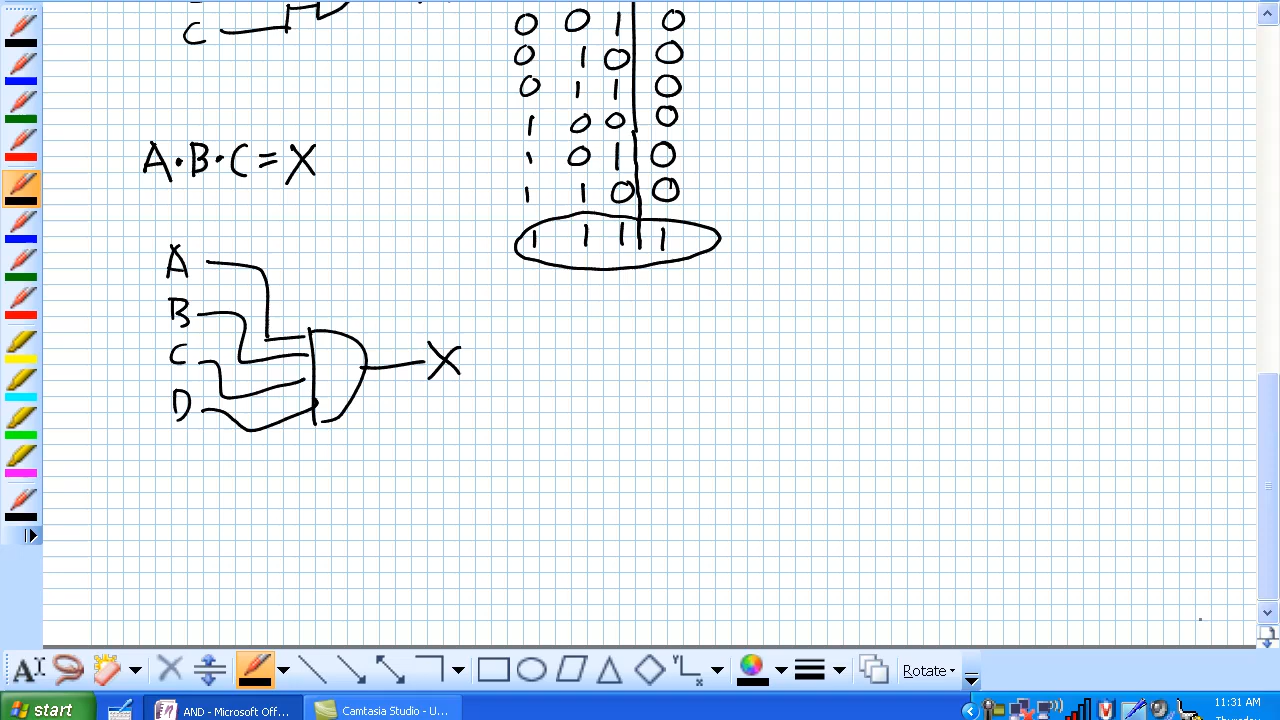 C
0 0 1 0
0 1 0 0
0 1 1 0
1 0 0 0
1 0 1 0
1 1 0 0
1 1 1 1
A·B·C=X
A
B
C
D
X
A
Rotate
start
AND - Microsoft Off...
Camtasia Studio - U...
11:31 AM
Thursday